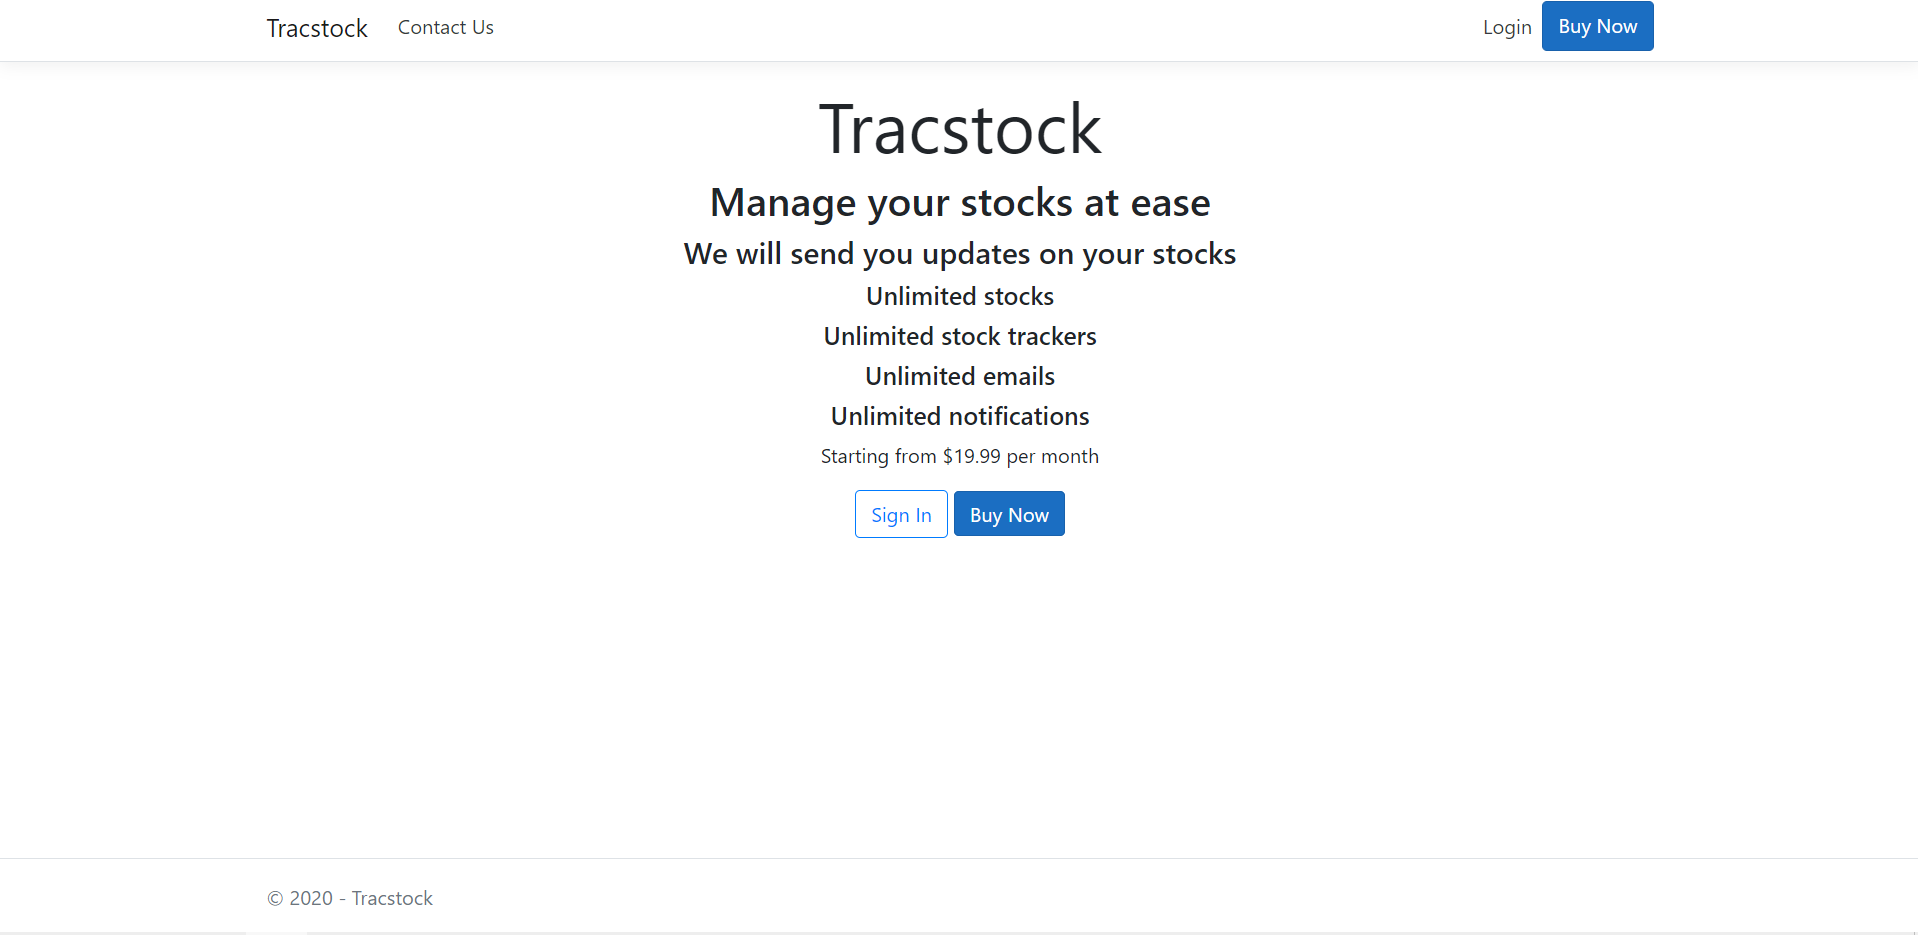 Tracstock Contact Us Login Buy Now
Tracstock
Manage your stocks at ease
We will send you updates on your stocks
Unlimited stocks
Unlimited stock trackers
Unlimited emails
Unlimited notifications
Starting from $19.99 per month
Sign In Buy Now
© 2020 - Tracstock